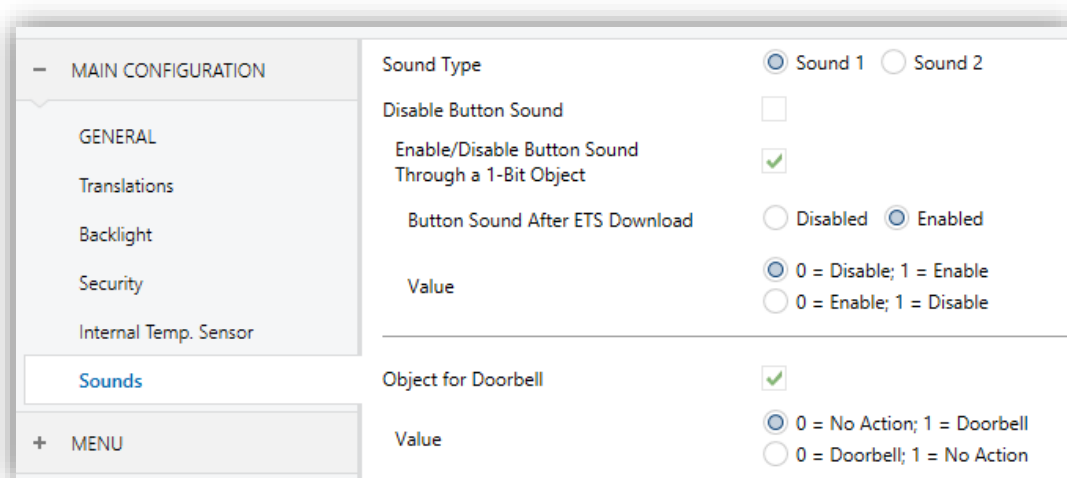 MAIN CONFIGURATION
GENERAL
Translations
Backlight
Security
Internal Temp. Sensor
Sounds
MENU
Sound Type
Sound 1 Sound 2
Disable Button Sound
Enable/Disable Button Sound
Through a 1-Bit Object
Button Sound After ETS Download
Disabled Enabled
Value
0 = Disable; 1 = Enable
0 = Enable; 1 = Disable
Object for Doorbell
Value
0 = No Action; 1 = Doorbell
0 = Doorbell; 1 = No Action